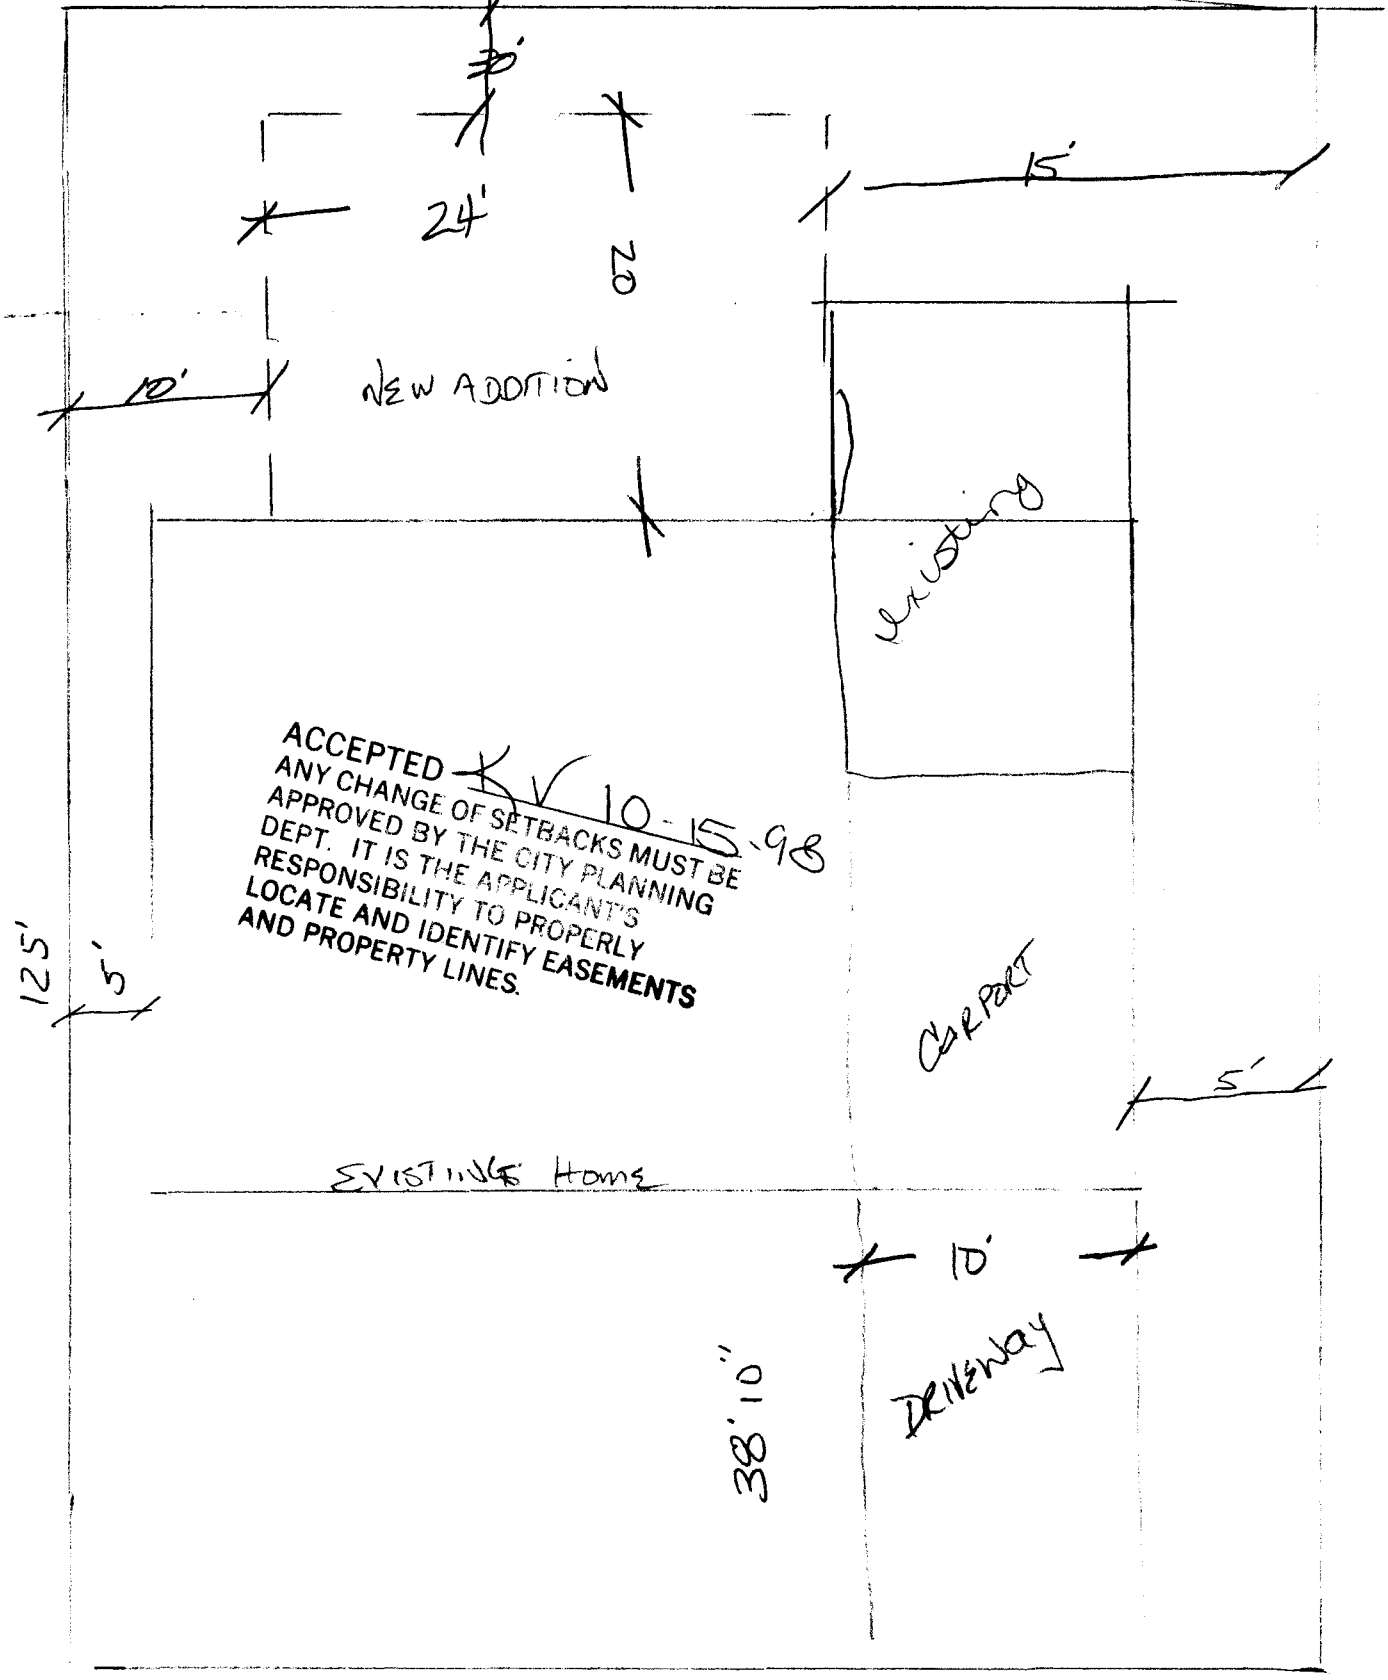 30'
15'
24'
20
10'
NEW ADDITION
existing
ACCEPTED KV 10-15-98
ANY CHANGE OF SETBACKS MUST BE
APPROVED BY THE CITY PLANNING
DEPT. IT IS THE APPLICANT'S
RESPONSIBILITY TO PROPERLY
LOCATE AND IDENTIFY EASEMENTS
AND PROPERTY LINES.
125'
5'
CARPORT
5'
EXISTING Home
10'
38' 10"
DRIVEWay